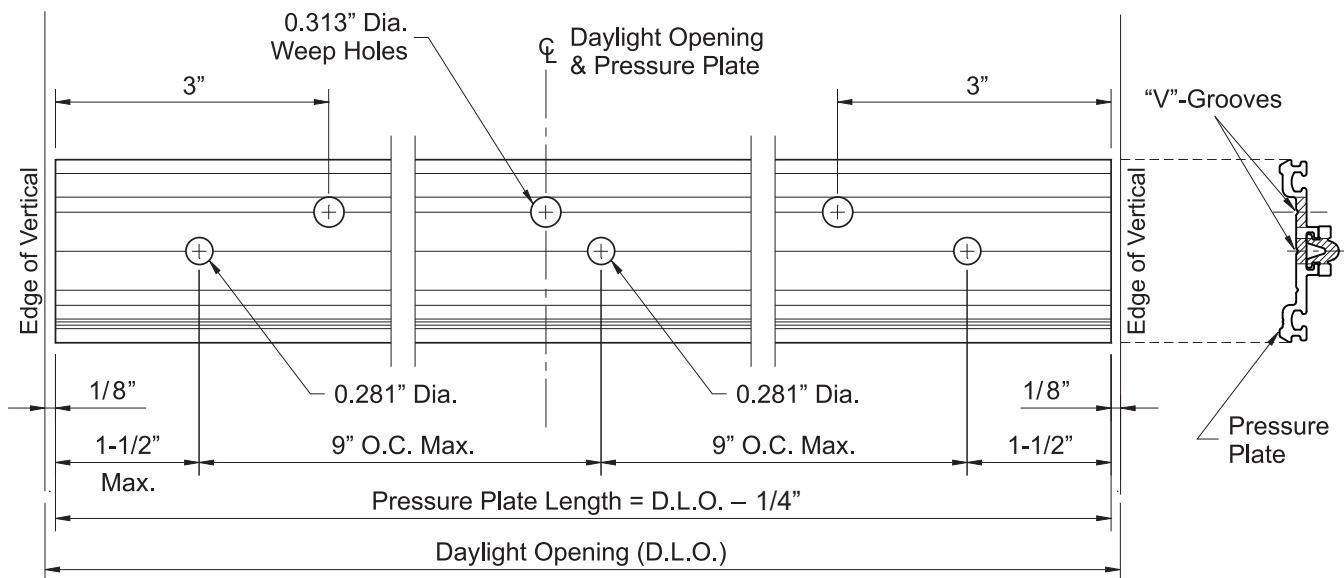 0.313” Dia.
Weep Holes
℄ Daylight Opening
& Pressure Plate
3”
3”
“V”-Grooves
Edge of Vertical
Edge of Vertical
1/8”
0.281” Dia.
0.281” Dia.
1/8”
Pressure
Plate
1-1/2”
Max.
9” O.C. Max.
9” O.C. Max.
1-1/2”
Pressure Plate Length = D.L.O. – 1/4”
Daylight Opening (D.L.O.)